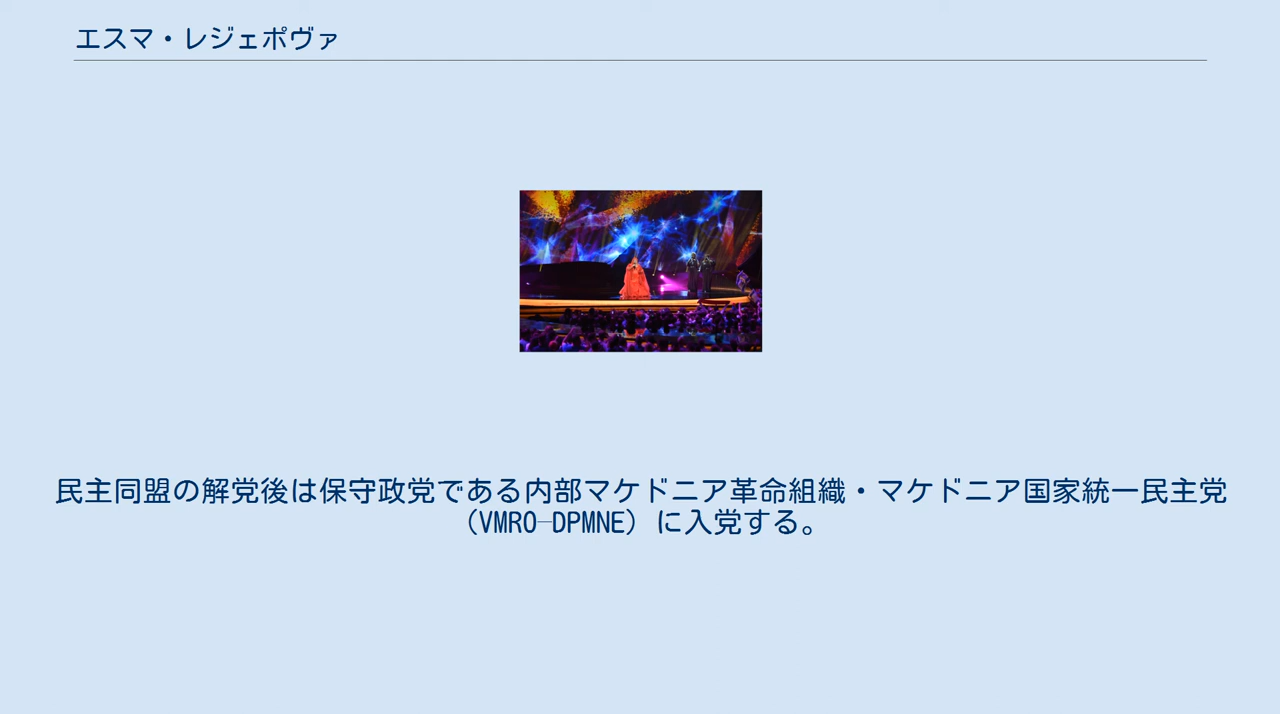 エスマ・レジェポヴァ
民主同盟の解党後は保守政党である内部マケドニア革命組織・マケドニア国家統一民主党
（VMRO–DPMNE）に入党する。